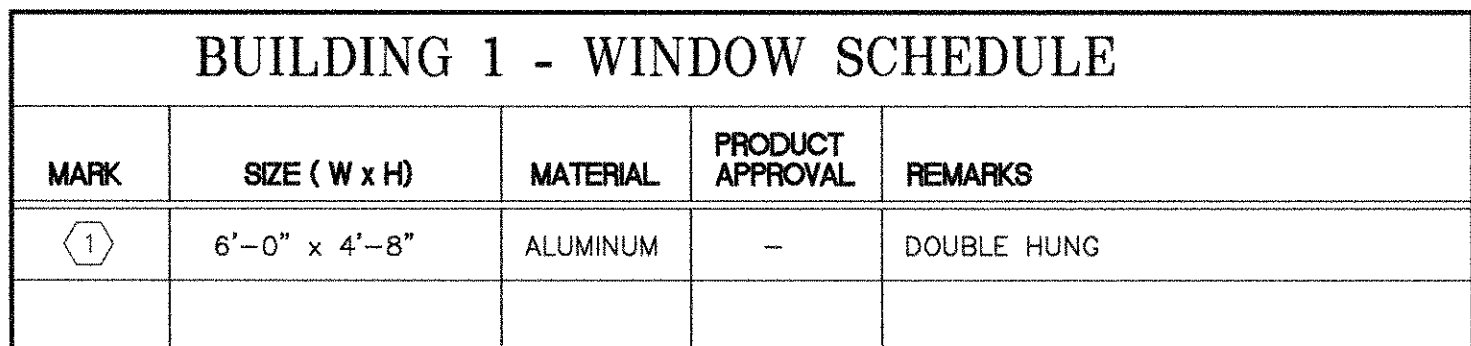 BUILDING 1 - WINDOW SCHEDULE
MARK SIZE ( W x H) MATERIAL PRODUCT APPROVAL REMARKS
1 6'-0" x 4'-8" ALUMINUM - DOUBLE HUNG